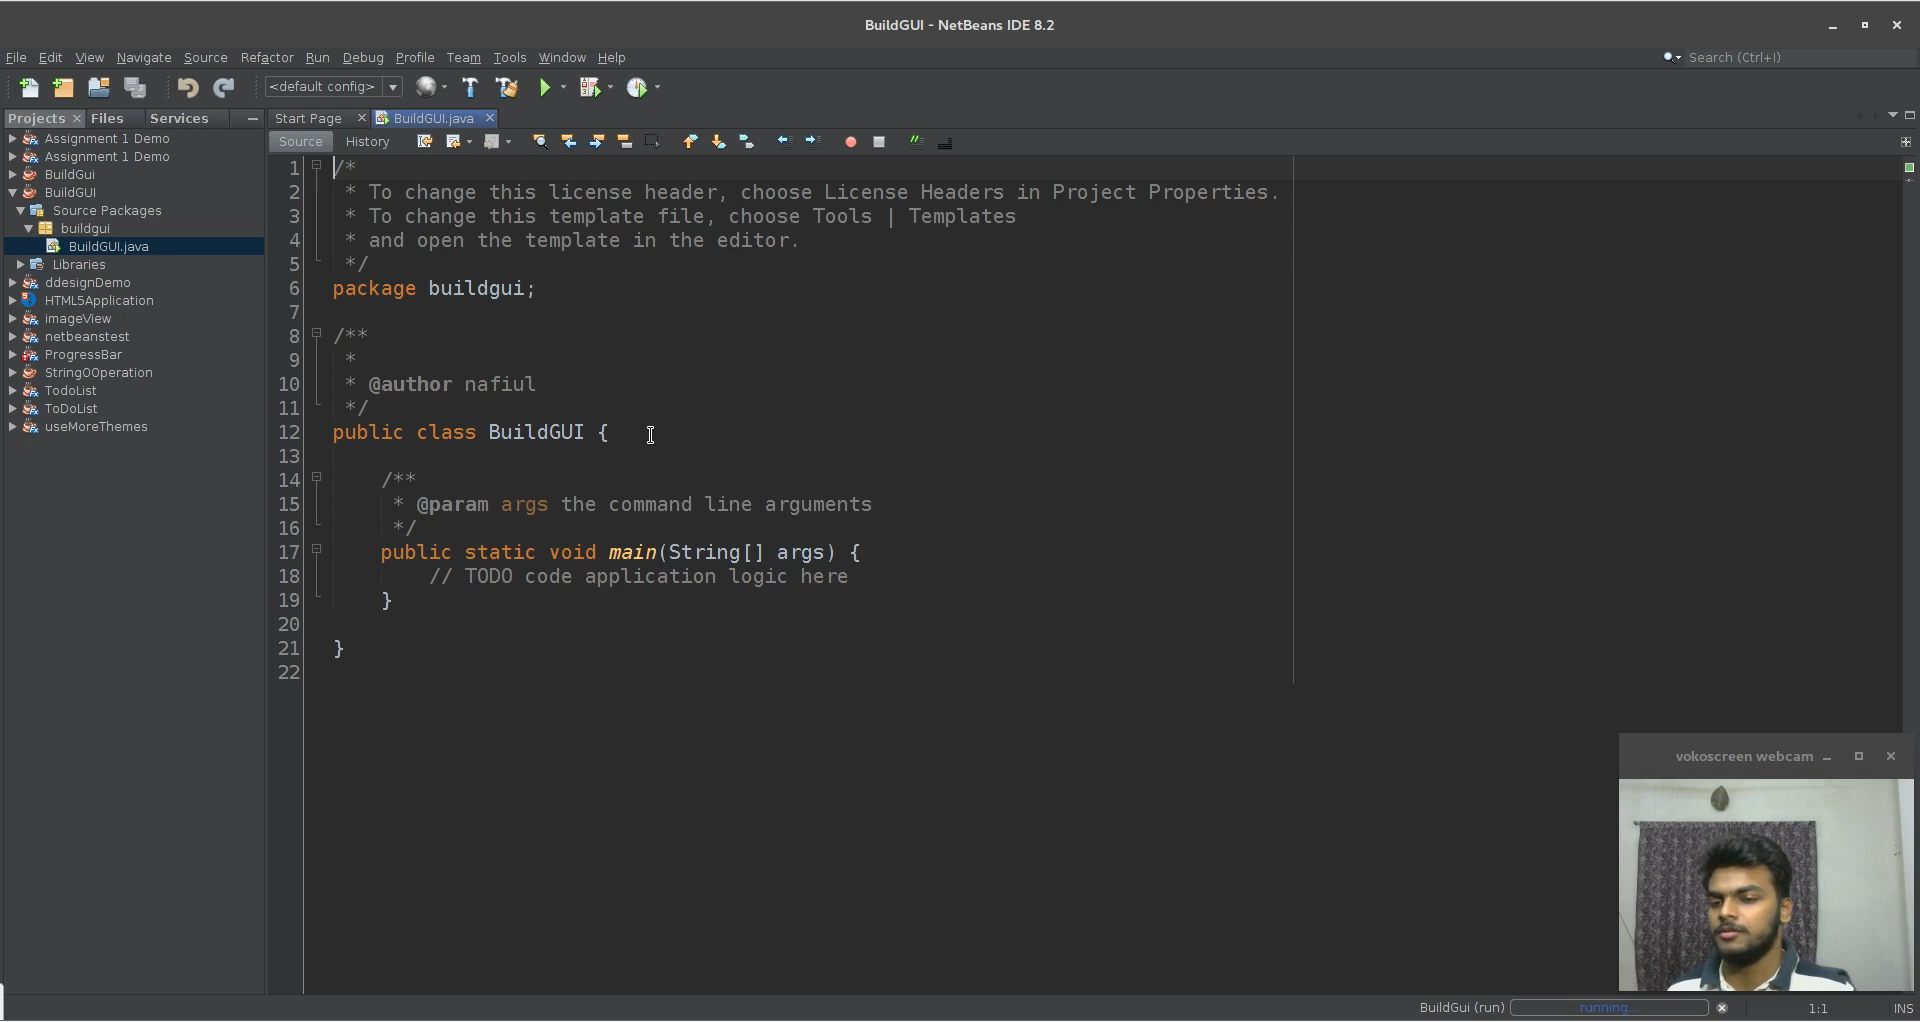 BuildGUI - NetBeans IDE 8.2
File Edit View Navigate Source Refactor Run Debug Profile Team Tools Window Help
Search (Ctrl+I)
<default config>
Projects Files Services
Start Page BuildGUI.java
Source History
Assignment 1 Demo
Assignment 1 Demo
BuildGui
BuildGUI
Source Packages
buildgui
BuildGUI.java
Libraries
ddesignDemo
HTML5Application
imageView
netbeanstest
ProgressBar
StringOOperation
TodoList
ToDoList
useMoreThemes
1 /*
2 * To change this license header, choose License Headers in Project Properties.
3 * To change this template file, choose Tools | Templates
4 * and open the template in the editor.
5 */
6 package buildgui;
7
8 /**
9 *
10 * @author nafiul
11 */
12 public class BuildGUI {
13
14 /**
15 * @param args the command line arguments
16 */
17 public static void main(String[] args) {
18 // TODO code application logic here
19 }
20
21 }
22
vokoscreen webcam
BuildGui (run) running... 1:1 INS